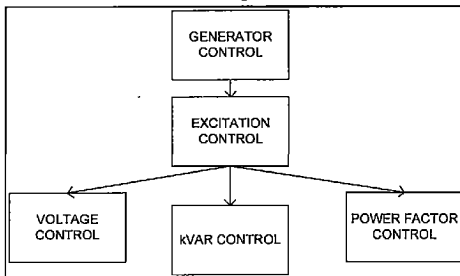 GENERATOR
CONTROL
EXCITATION
CONTROL
VOLTAGE
CONTROL
kVAR CONTROL
POWER FACTOR
CONTROL